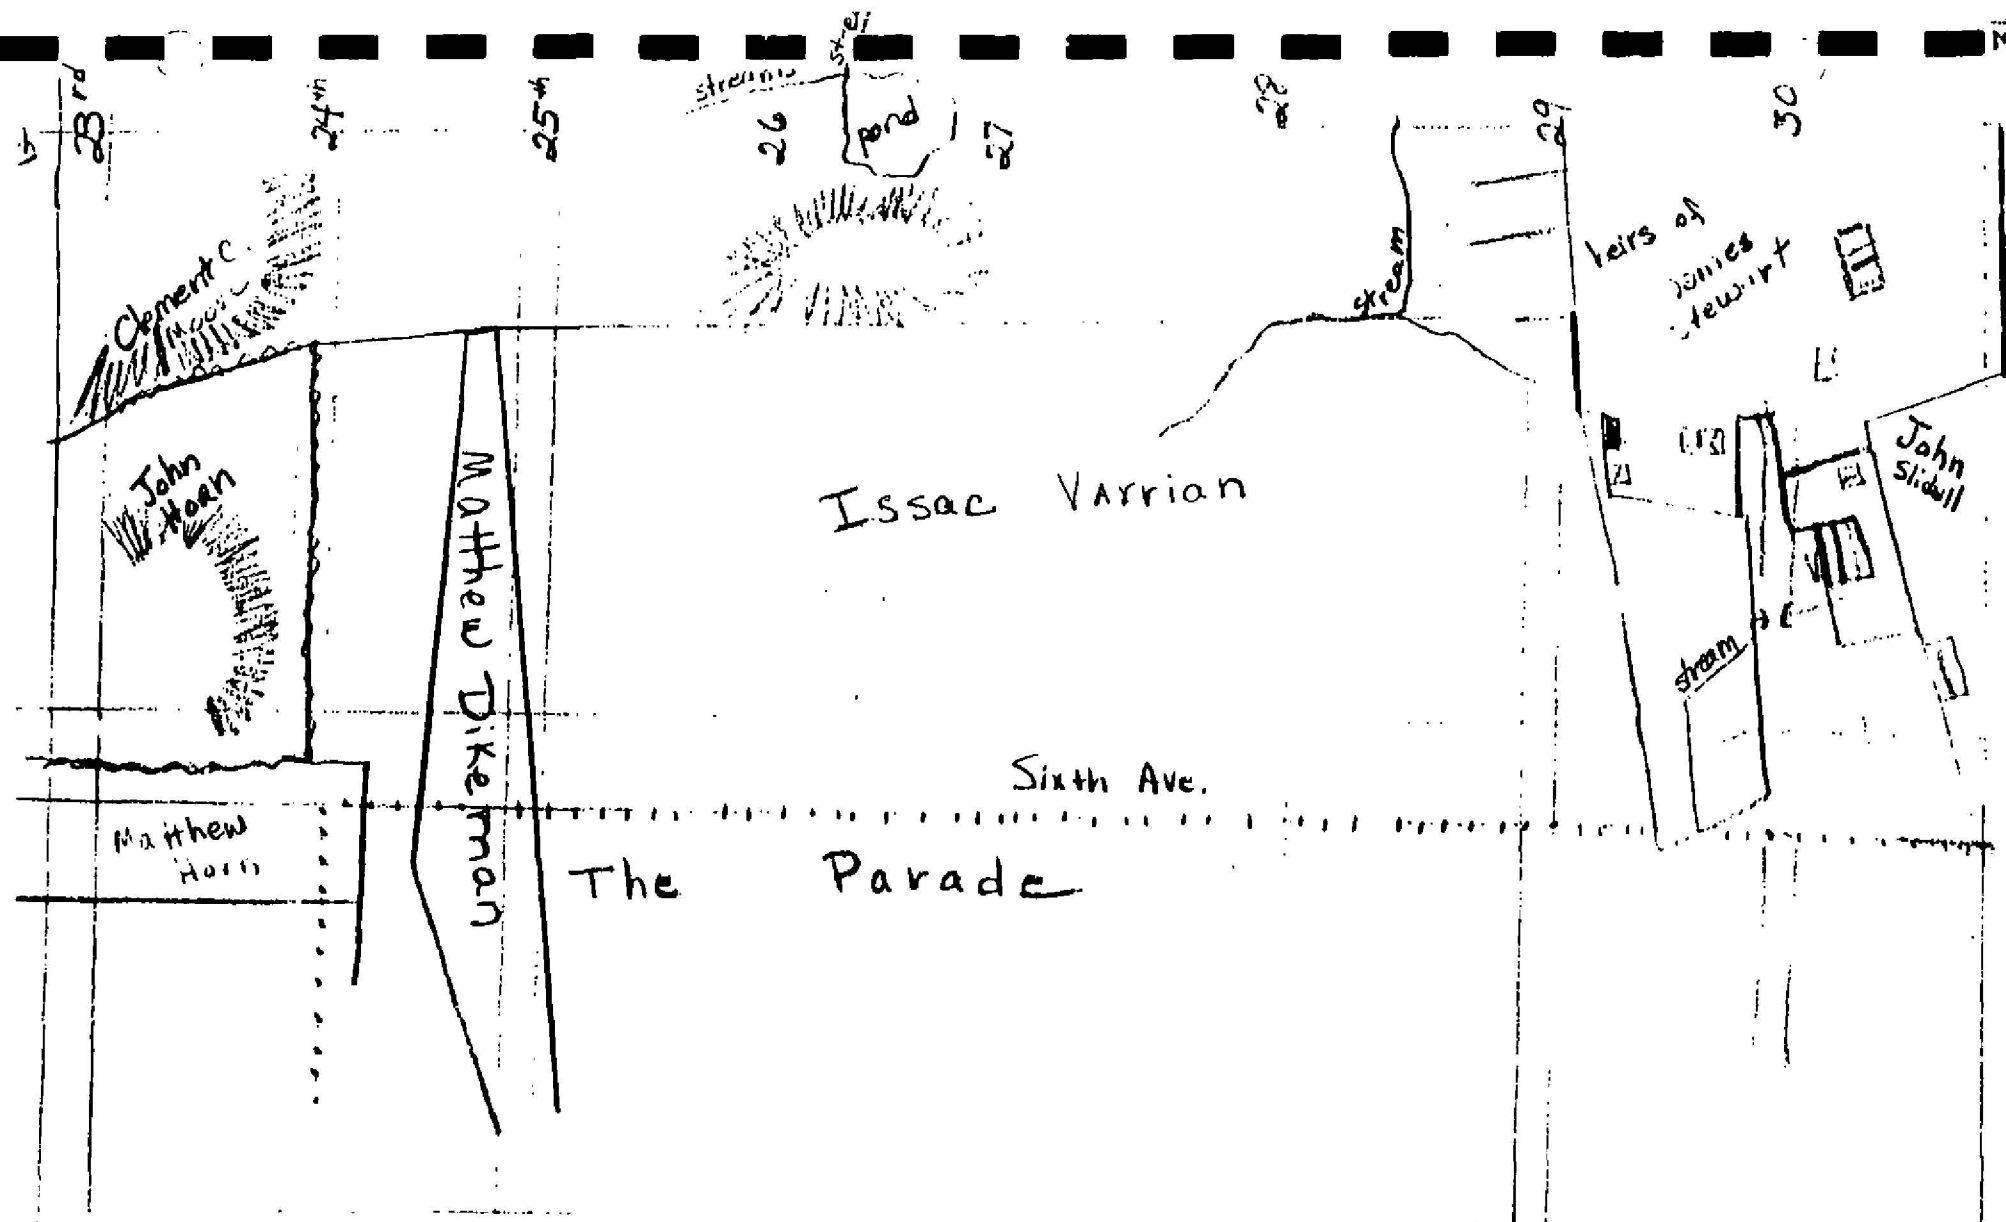 23rd
24th
25th
streams
26
pond
27
28
29
30
Clement C.
Moore
stream
heirs of
James
Stewart
John
Horn
Matthew Dikeman
Issac Varrian
John
Slidell
stream
Sixth Ave.
Matthew
Horn
The Parade